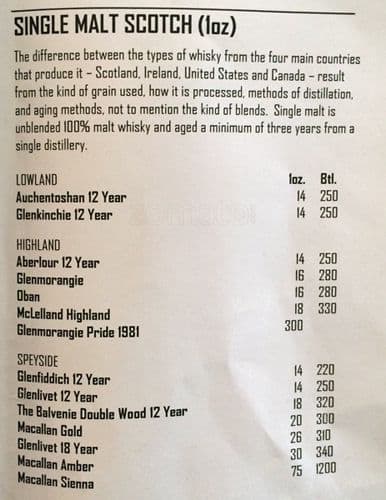 SINGLE MALT SCOTCH (1oz)
The difference between the types of whisky from the four main countries
that produce it – Scotland, Ireland, United States and Canada – result
from the kind of grain used, how it is processed, methods of distillation,
and aging methods, not to mention the kind of blends. Single malt is
unblended 100% malt whisky and aged a minimum of three years from a
single distillery.
LOWLAND 1oz. Btl.
Auchentoshan 12 Year 14 250
Glenkinchie 12 Year 14 250
HIGHLAND
Aberlour 12 Year 14 250
Glenmorangie 16 280
Oban 16 280
McLelland Highland 18 330
Glenmorangie Pride 1981 300
SPEYSIDE
Glenfiddich 12 Year 14 220
Glenlivet 12 Year 14 250
The Balvenie Double Wood 12 Year 18 320
Macallan Gold 20 300
Glenlivet 18 Year 26 310
Macallan Amber 30 340
Macallan Sienna 75 1200